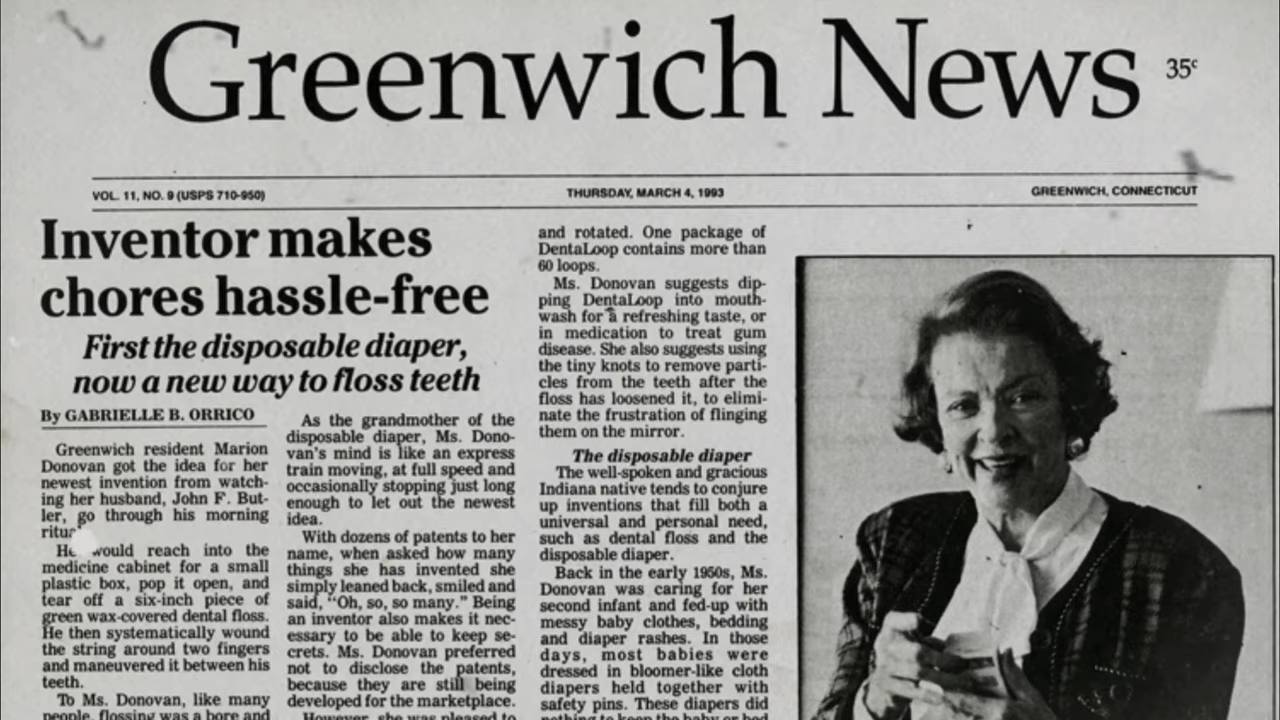 Greenwich News 35¢
VOL. 11, NO. 9 (USPS 710-950) THURSDAY, MARCH 4, 1993 GREENWICH, CONNECTICUT
Inventor makes
chores hassle-free
First the disposable diaper,
now a new way to floss teeth
By GABRIELLE B. ORRICO
Greenwich resident Marion
Donovan got the idea for her
newest invention from watch-
ing her husband, John F. But-
ler, go through his morning
He would reach into the
medicine cabinet for a small
plastic box, pop it open, and
tear off a six-inch piece of
green wax-covered dental floss.
He then systematically wound
the string around two fingers
and maneuvered it between his
teeth.
To Ms. Donovan, like many
people, flossing was a bore and
As the grandmother of the
disposable diaper, Ms. Dono-
van's mind is like an express
train moving, at full speed and
occasionally stopping just long
enough to let out the newest
idea.
With dozens of patents to her
name, when asked how many
things she has invented she
simply leaned back, smiled and
said, "Oh, so, so many." Being
an inventor also makes it nec-
essary to be able to keep se-
crets. Ms. Donovan preferred
not to disclose the patents,
because they are still being
developed for the marketplace.
However, she was pleased to
and rotated. One package of
DentaLoop contains more than
60 loops.
Ms. Donovan suggests dip-
ping DentaLoop into mouth-
wash for a refreshing taste, or
in medication to treat gum
disease. She also suggests using
the tiny knots to remove parti-
cles from the teeth after the
floss has loosened it, to elimi-
nate the frustration of flinging
them on the mirror.
The disposable diaper
The well-spoken and gracious
Indiana native tends to conjure
up inventions that fill both a
universal and personal need,
such as dental floss and the
disposable diaper.
Back in the early 1950s, Ms.
Donovan was caring for her
second infant and fed-up with
messy baby clothes, bedding
and diaper rashes. In those
days, most babies were
dressed in bloomer-like cloth
diapers held together with
safety pins. These diapers did
nothing to keep the baby or bed